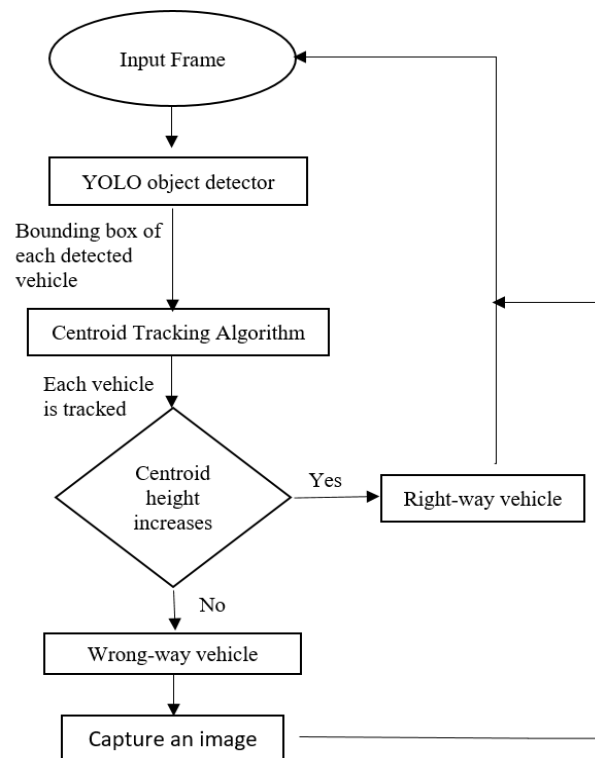 Input Frame
YOLO object detector
Bounding box of
each detected
vehicle
Centroid Tracking Algorithm
Each vehicle
is tracked
Centroid
height
increases
Yes
Right-way vehicle
No
Wrong-way vehicle
Capture an image